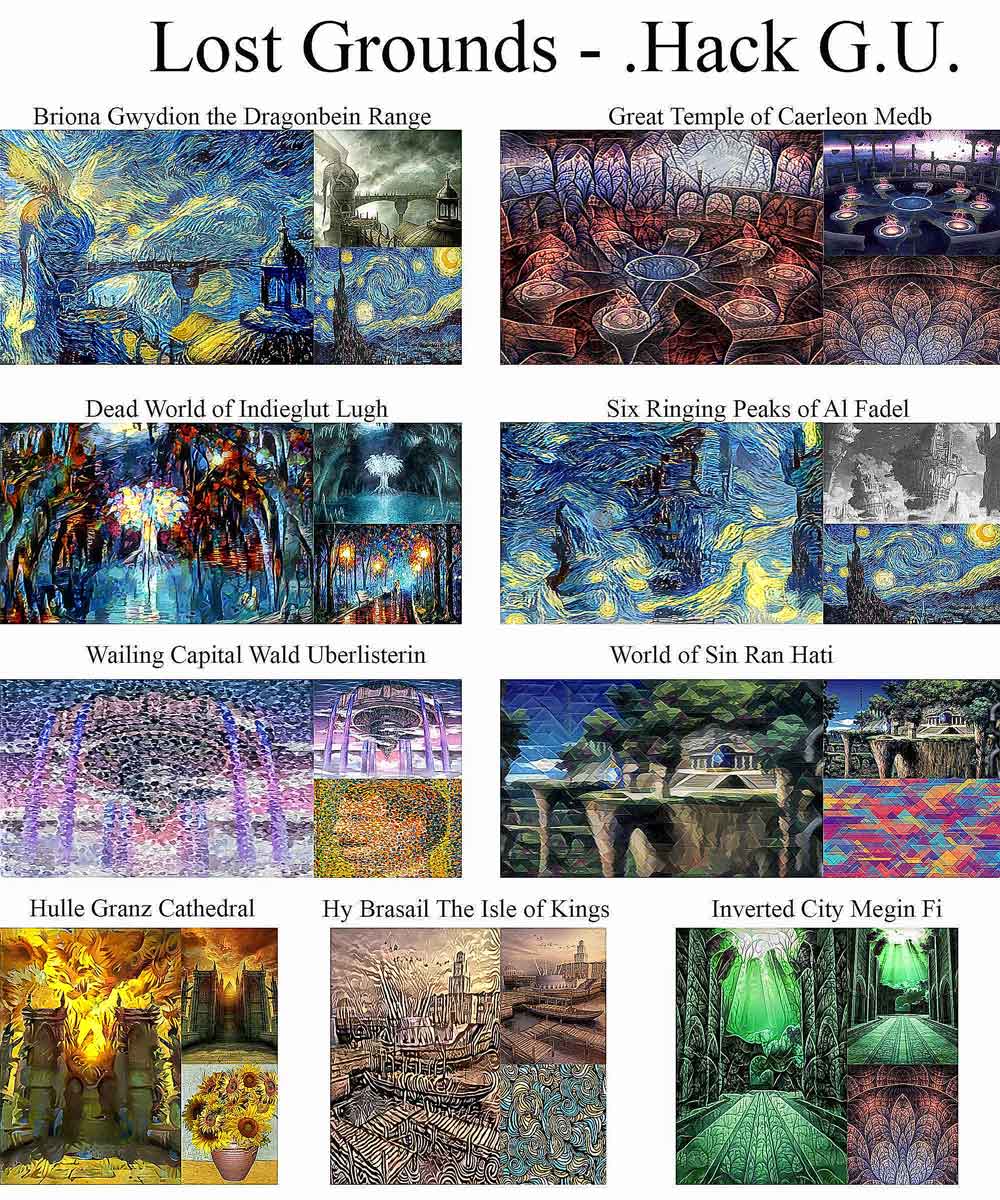 Lost Grounds - .Hack G.U.
Briona Gwydion the Dragonbein Range
Great Temple of Caerleon Medb
Dead World of Indieglut Lugh
Six Ringing Peaks of Al Fadel
Wailing Capital Wald Uberlisterin
World of Sin Ran Hati
Hulle Granz Cathedral
Hy Brasail The Isle of Kings
Inverted City Megin Fi